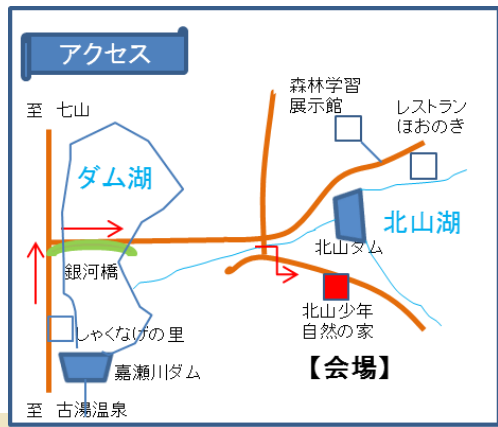 アクセス
至 七山
ダム湖
銀河橋
しゃくなげの里
嘉瀬川ダム
至 古湯温泉
森林学習
展示館
レストラン
ほおのき
北山湖
北山ダム
北山少年
自然の家
【会場】